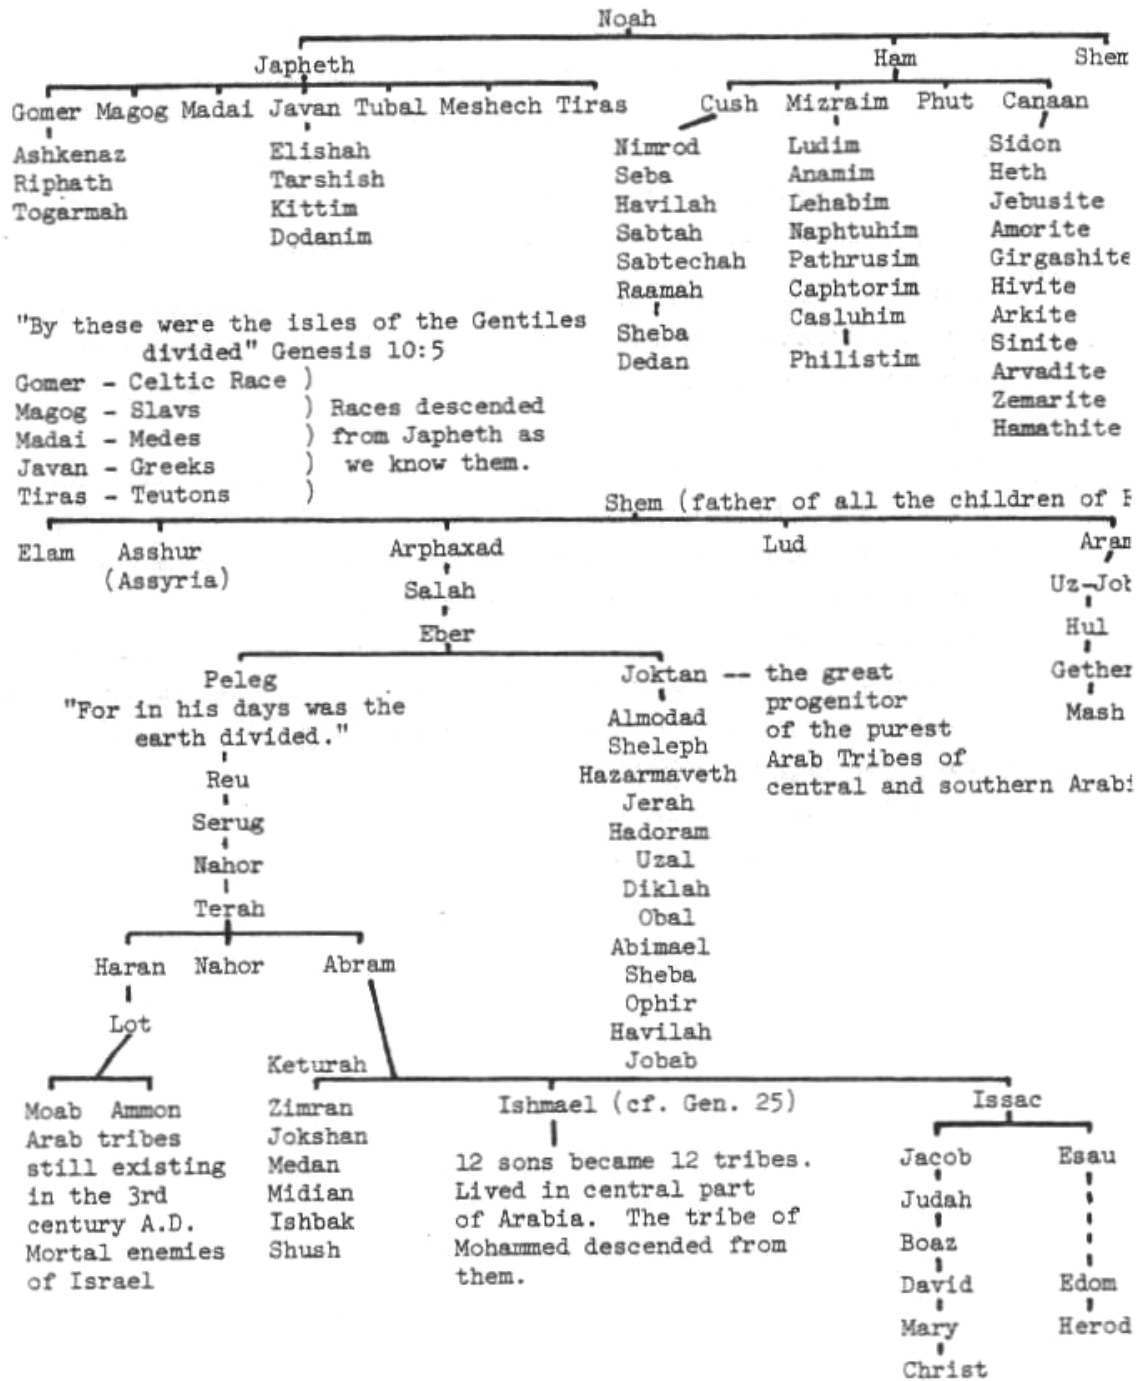 Noah
Japheth Ham Shem
Gomer Magog Madai Javan Tubal Meshech Tiras Cush Mizraim Phut Canaan
Ashkenaz
Riphath
Togarmah
Elishah
Tarshish
Kittim
Dodanim
Nimrod
Seba
Havilah
Sabtah
Sabtechah
Raamah
Sheba
Dedan
Ludim
Anamim
Lehabim
Naphtuhim
Pathrusim
Caphtorim
Casluhim
Philistim
Sidon
Heth
Jebusite
Amorite
Girgashite
Hivite
Arkite
Sinite
Arvadite
Zemarite
Hamathite
"By these were the isles of the Gentiles
divided" Genesis 10:5
Gomer - Celtic Race )
Magog - Slavs ) Races descended
Madai - Medes ) from Japheth as
Javan - Greeks ) we know them.
Tiras - Teutons )
Shem (father of all the children of
Elam Asshur Arphaxad Lud Aram
(Assyria)
Salah
Eber
Uz-Job
Hul
Gether
Mash
Peleg
"For in his days was the
earth divided."
Reu
Serug
Nahor
Terah
Joktan -- the great
progenitor
of the purest
Arab Tribes of
central and southern Arabi
Almodad
Sheleph
Hazarmaveth
Jerah
Hadoram
Uzal
Diklah
Obal
Abimael
Sheba
Ophir
Havilah
Jobab
Haran Nahor Abram
Lot
Moab Ammon
Arab tribes
still existing
in the 3rd
century A.D.
Mortal enemies
of Israel
Keturah
Zimran
Jokshan
Medan
Midian
Ishbak
Shush
Ishmael (cf. Gen. 25)
12 sons became 12 tribes.
Lived in central part
of Arabia. The tribe of
Mohammed descended from
them.
Issac
Jacob Esau
Judah
Boaz
David Edom
Mary Herod
Christ